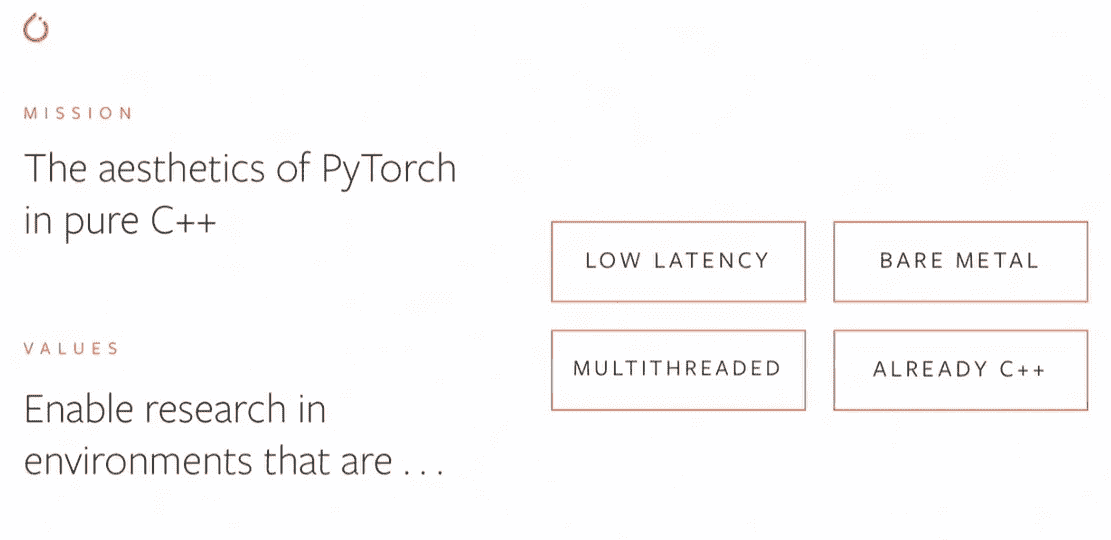 MISSION
The aesthetics of PyTorch
in pure C++
VALUES
Enable research in
environments that are . . .
LOW LATENCY
BARE METAL
MULTITHREADED
ALREADY C++